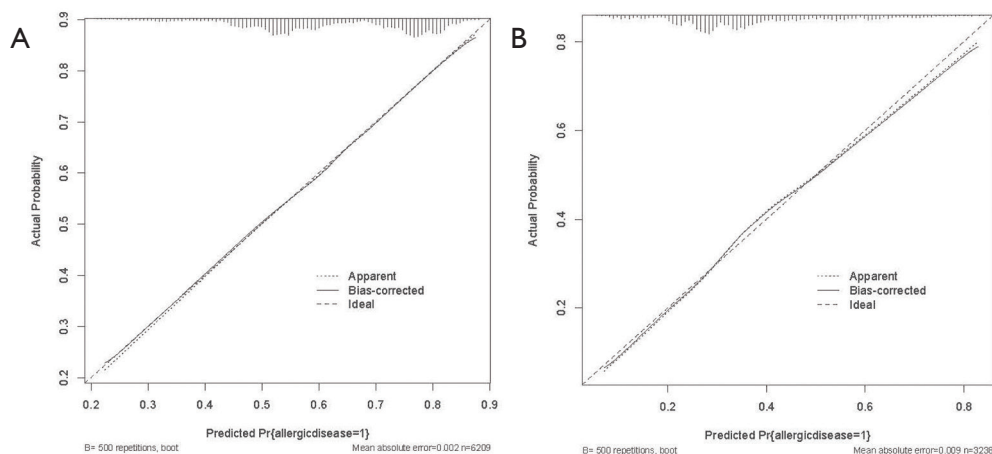 A
0.9
0.8
0.7
0.6
0.5
0.4
0.3
0.2
Actual Probability
Apparent
Bias-corrected
Ideal
0.2 0.3 0.4 0.5 0.6 0.7 0.8 0.9
Predicted Pr{allergicdisease=1}
B= 500 repetitions, boot
Mean absolute error=0.002 n=6209
B
0.8
0.6
0.4
0.2
Actual Probability
Apparent
Bias-corrected
Ideal
0.2 0.4 0.6 0.8
Predicted Pr{allergicdisease=1}
B= 500 repetitions, boot
Mean absolute error=0.009 n=3236